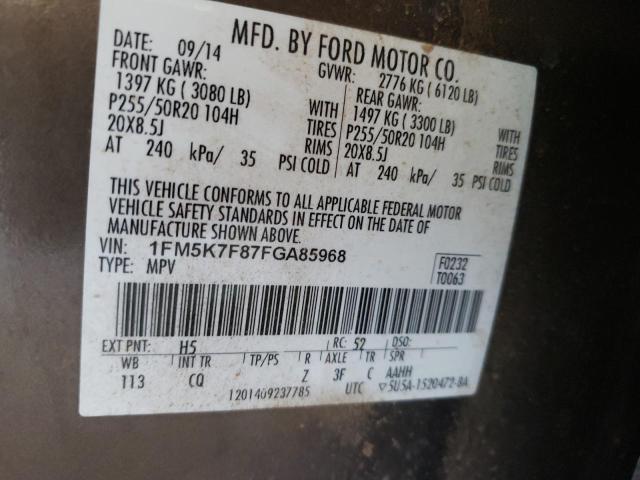 MFD. BY FORD MOTOR CO.
DATE: 09/14
GVWR: 2776 KG ( 6120 LB)
FRONT GAWR:
1397 KG ( 3080 LB)
P255/50R20 104H
20X8.5J
WITH
TIRES
RIMS
AT 240 kPa/ 35 PSI COLD
REAR GAWR:
1497 KG ( 3300 LB)
P255/50R20 104H
20X8.5J
WITH
TIRES
RIMS
AT 240 kPa/ 35 PSI COLD
THIS VEHICLE CONFORMS TO ALL APPLICABLE FEDERAL MOTOR
VEHICLE SAFETY STANDARDS IN EFFECT ON THE DATE OF
MANUFACTURE SHOWN ABOVE.
VIN: 1FM5K7F87FGA85968
TYPE: MPV
F0232
T0063
EXT PNT: H5 RC: 52 DSO:
WB INT TR TP/PS R AXLE TR SPR
113 CQ Z 3F C AAHH
1201409237785 UTC ▽5U5A-1520472-BA